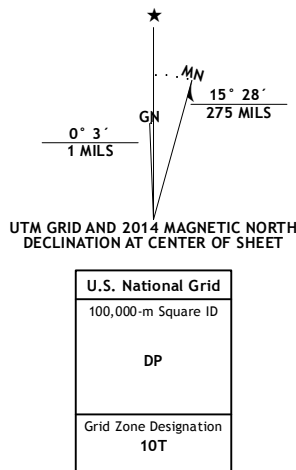 MN
GN
15° 28´
275 MILS
0° 3´
1 MILS
UTM GRID AND 2014 MAGNETIC NORTH
DECLINATION AT CENTER OF SHEET
U.S. National Grid
100,000-m Square ID
DP
Grid Zone Designation
10T